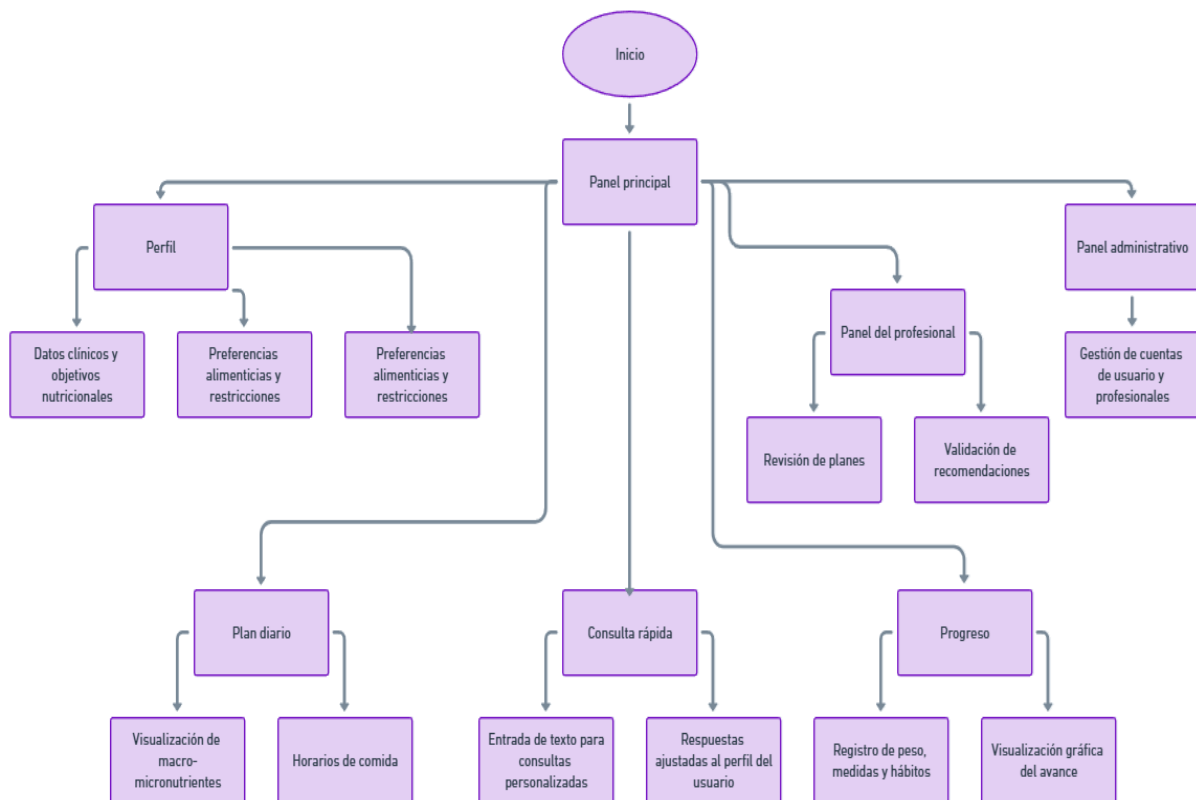 Inicio
Panel principal
Perfil
Panel administrativo
Panel del profesional
Datos clínicos y
objetivos
nutricionales
Preferencias
alimenticias y
restricciones
Preferencias
alimenticias y
restricciones
Gestión de cuentas
de usuario y
profesionales
Revisión de planes
Validación de
recomendaciones
Plan diario
Consulta rápida
Progreso
Visualización de
macro-
micronutrientes
Horarios de comida
Entrada de texto para
consultas
personalizadas
Respuestas
ajustadas al perfil del
usuario
Registro de peso,
medidas y hábitos
Visualización gráfica
del avance